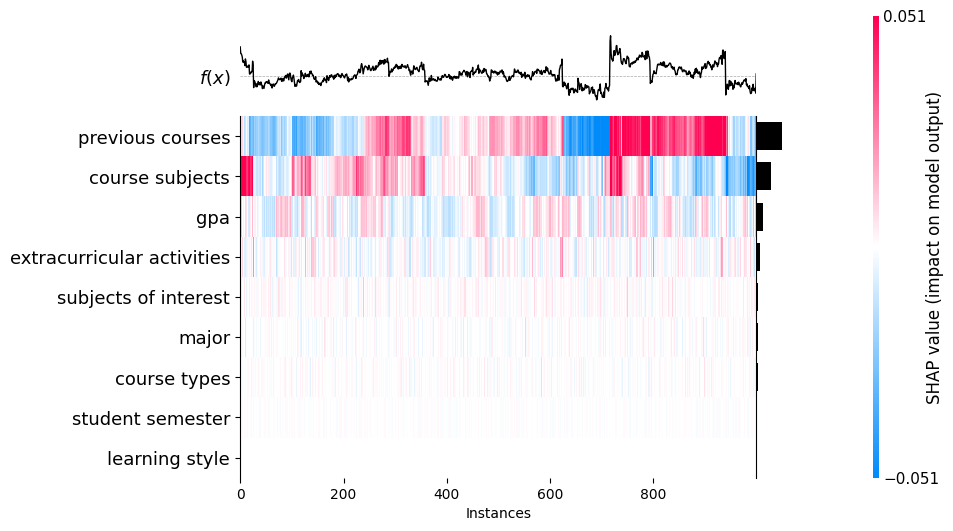 0.051
f(x)
previous courses
course subjects
gpa
extracurricular activities
subjects of interest
major
course types
student semester
learning style
0 200 400 600 800
Instances
SHAP value (impact on model output)
−0.051